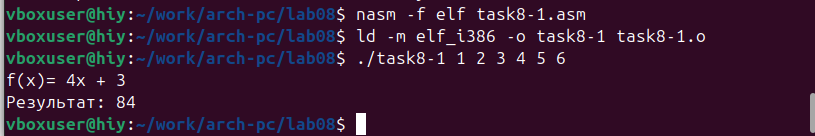 vboxuser@hiy:~/work/arch-pc/lab08$ nasm -f elf task8-1.asm
vboxuser@hiy:~/work/arch-pc/lab08$ ld -m elf_i386 -o task8-1 task8-1.o
vboxuser@hiy:~/work/arch-pc/lab08$ ./task8-1 1 2 3 4 5 6
f(x)= 4x + 3
Результат: 84
vboxuser@hiy:~/work/arch-pc/lab08$